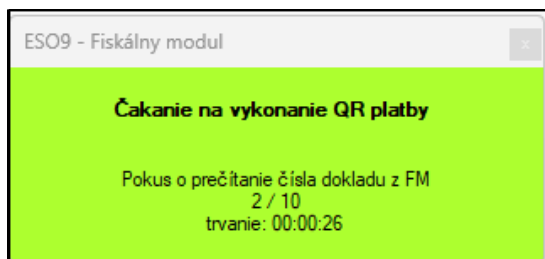 ESO9 - Fiskálny modul
x
Čakanie na vykonanie QR platby
Pokus o prečítanie čísla dokladu z FM
2 / 10
trvanie: 00:00:26